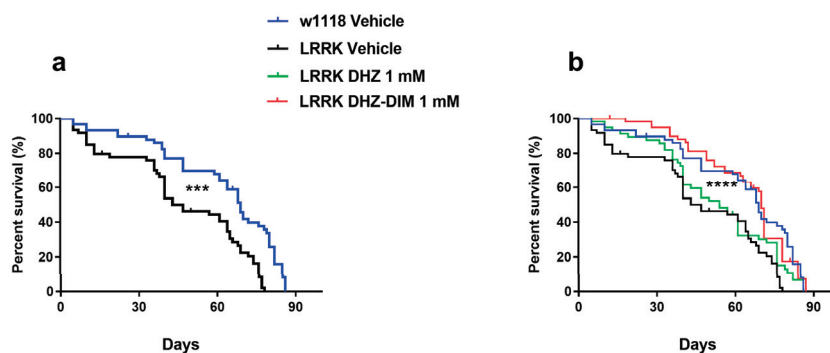 w1118 Vehicle
LRRK Vehicle
LRRK DHZ 1 mM
LRRK DHZ-DIM 1 mM
a
Percent survival (%)
100
80
60
40
20
0
***
0 30 60 90
Days
b
Percent survival (%)
100
80
60
40
20
0
****
0 30 60 90
Days